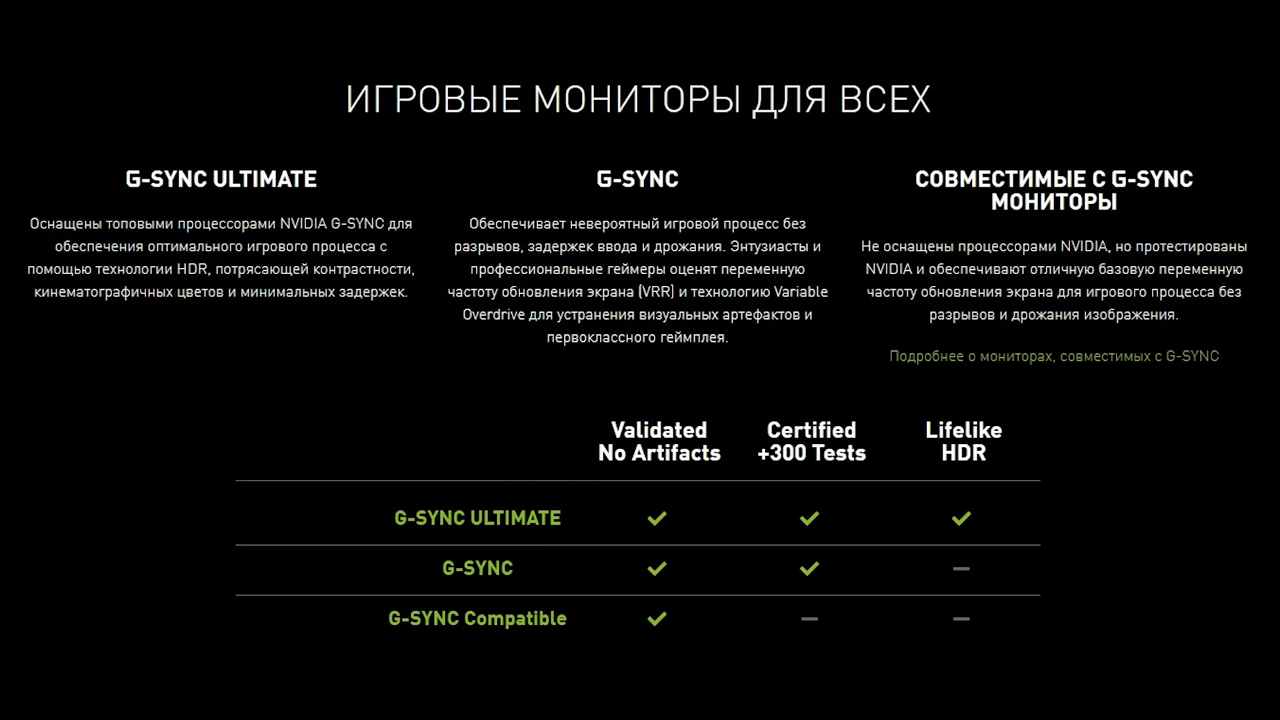 ИГРОВЫЕ МОНИТОРЫ ДЛЯ ВСЕХ
G-SYNC ULTIMATE
Оснащены топовыми процессорами NVIDIA G-SYNC для
обеспечения оптимального игрового процесса с
помощью технологии HDR, потрясающей контрастности,
кинематографичных цветов и минимальных задержек.
G-SYNC
Обеспечивает невероятный игровой процесс без
разрывов, задержек ввода и дрожания. Энтузиасты и
профессиональные геймеры оценят переменную
частоту обновления экрана (VRR) и технологию Variable
Overdrive для устранения визуальных артефактов и
первоклассного геймплея.
СОВМЕСТИМЫЕ С G-SYNC
МОНИТОРЫ
Не оснащены процессорами NVIDIA, но протестированы
NVIDIA и обеспечивают отличную базовую переменную
частоту обновления экрана для игрового процесса без
разрывов и дрожания изображения.
Подробнее о мониторах, совместимых с G-SYNC
Validated
No Artifacts
Certified
+300 Tests
Lifelike
HDR
G-SYNC ULTIMATE
G-SYNC
G-SYNC Compatible